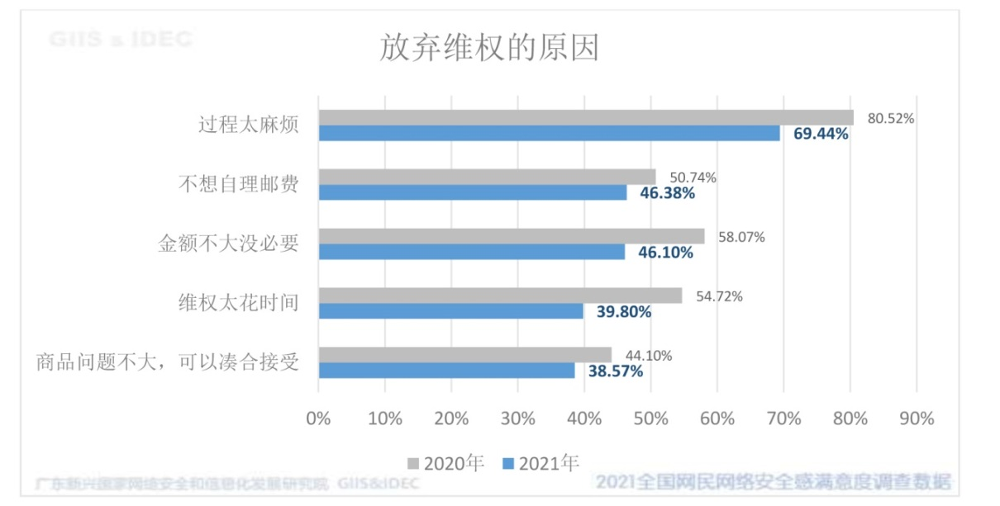 GIIS & IDEC
放弃维权的原因
过程太麻烦
80.52%
69.44%
不想自理邮费
50.74%
46.38%
金额不大没必要
58.07%
46.10%
维权太花时间
54.72%
39.80%
商品问题不大，可以凑合接受
44.10%
38.57%
0% 10% 20% 30% 40% 50% 60% 70% 80% 90%
2020年 2021年
广东新兴国家网络安全和信息化发展研究院 GIIS&IDEC
2021全国网民网络安全感满意度调查数据